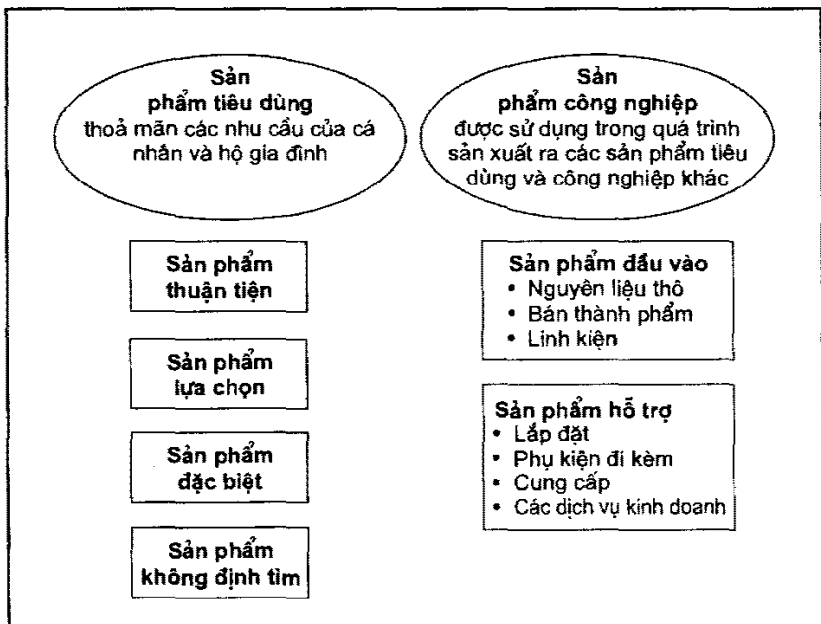 Sản
phẩm tiêu dùng
thoả mãn các nhu cầu của cá
nhân và hộ gia đình
Sản phẩm
thuận tiện
Sản phẩm
lựa chọn
Sản phẩm
đặc biệt
Sản phẩm
không định tìm
Sản
phẩm công nghiệp
được sử dụng trong quá trình
sản xuất ra các sản phẩm tiêu
dùng và công nghiệp khác
Sản phẩm đầu vào
• Nguyên liệu thô
• Bán thành phẩm
• Linh kiện
Sản phẩm hỗ trợ
• Lắp đặt
• Phụ kiện đi kèm
• Cung cấp
• Các dịch vụ kinh doanh